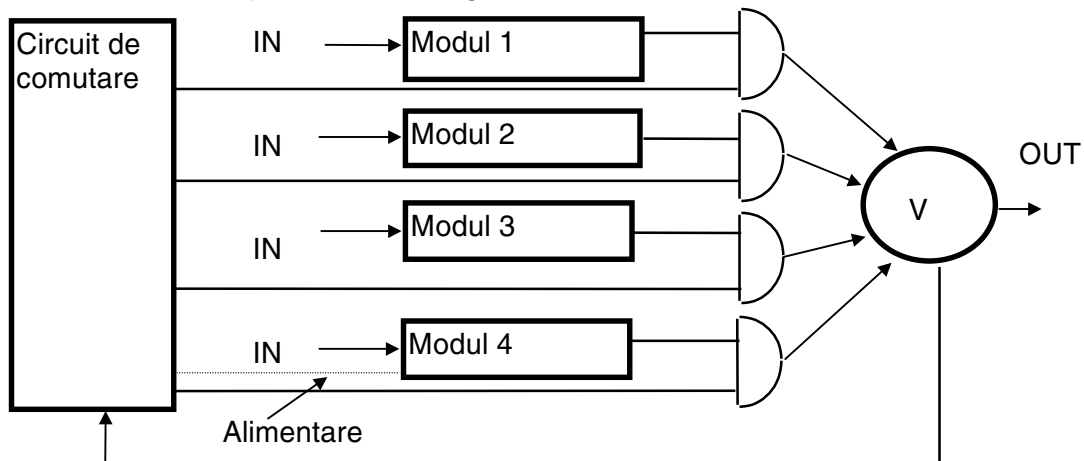 Circuit de
comutare
IN
Modul 1
IN
Modul 2
OUT
V
IN
Modul 3
IN
Modul 4
Alimentare